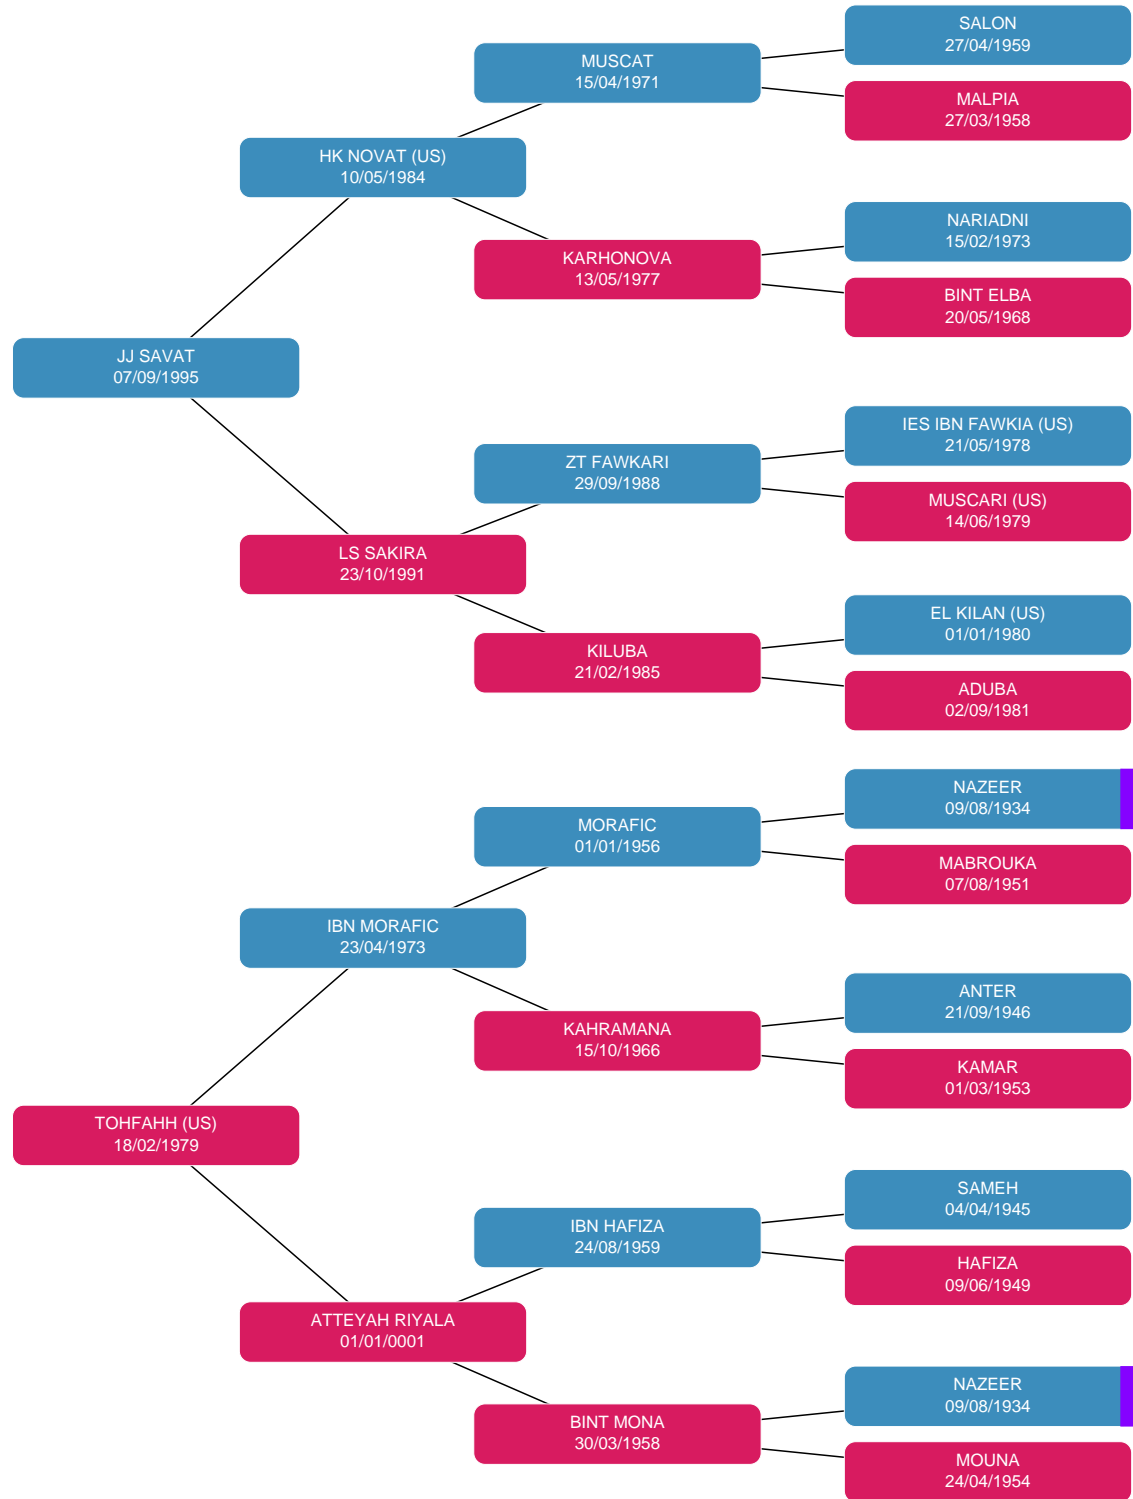 SALON
27/04/1959
MUSCAT
15/04/1971
MALPIA
27/03/1958
HK NOVAT (US)
10/05/1984
NARIADNI
15/02/1973
KARHONOVA
13/05/1977
BINT ELBA
20/05/1968
JJ SAVAT
07/09/1995
IES IBN FAWKIA (US)
21/05/1978
ZT FAWKARI
29/09/1988
MUSCARI (US)
14/06/1979
LS SAKIRA
23/10/1991
EL KILAN (US)
01/01/1980
KILUBA
21/02/1985
ADUBA
02/09/1981
NAZEER
09/08/1934
MORAFIC
01/01/1956
MABROUKA
07/08/1951
IBN MORAFIC
23/04/1973
ANTER
21/09/1946
KAHRAMANA
15/10/1966
KAMAR
01/03/1953
TOHFAHH (US)
18/02/1979
SAMEH
04/04/1945
IBN HAFIZA
24/08/1959
HAFIZA
09/06/1949
ATTEYAH RIYALA
01/01/0001
NAZEER
09/08/1934
BINT MONA
30/03/1958
MOUNA
24/04/1954